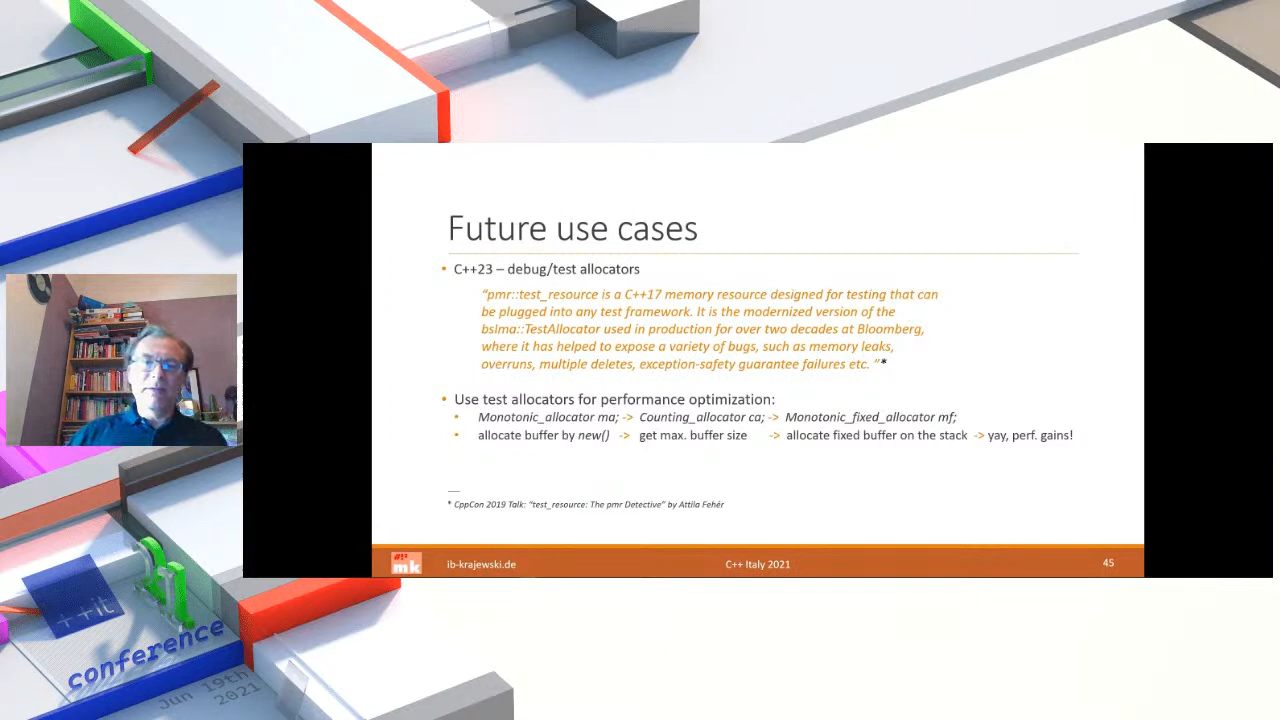 Future use cases
• C++23 – debug/test allocators
“pmr::test_resource is a C++17 memory resource designed for testing that can
be plugged into any test framework. It is the modernized version of the
bslma::TestAllocator used in production for over two decades at Bloomberg,
where it has helped to expose a variety of bugs, such as memory leaks,
overruns, multiple deletes, exception-safety guarantee failures etc. ”*
• Use test allocators for performance optimization:
• Monotonic_allocator ma; -> Counting_allocator ca; -> Monotonic_fixed_allocator mf;
• allocate buffer by new() -> get max. buffer size -> allocate fixed buffer on the stack -> yay, perf. gains!
* CppCon 2019 Talk: “test_resource: The pmr Detective” by Attila Fehér
#!²
mk
ib-krajewski.de
C++ Italy 2021
45
++it
conference
Jun 19th
2021